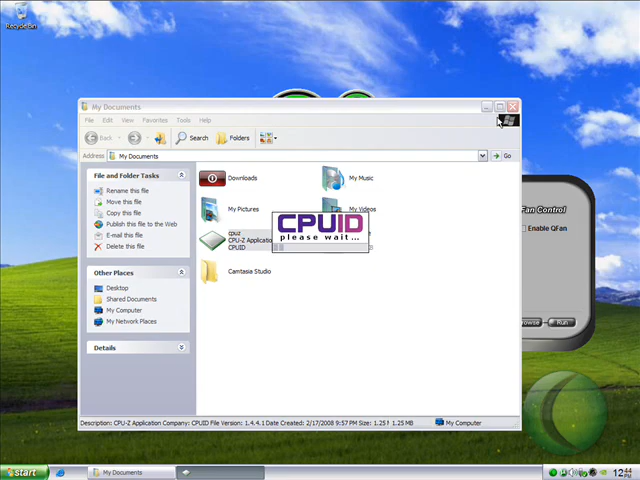 Recycle Bin
My Documents
File Edit View Favorites Tools Help
Back Search Folders
Address My Documents Go
File and Folder Tasks
Rename this file
Move this file
Copy this file
Publish this file to the Web
E-mail this file
Delete this file
Other Places
Desktop
Shared Documents
My Computer
My Network Places
Details
Downloads
My Music
My Pictures
My Videos
cpuz
CPU-Z Applicatio
CPUID
Camtasia Studio
CPUID
please wait...
Fan Control
Enable QFan
rowse Run
Description: CPU-Z Application Company: CPUID File Version: 1.4.4.1 Date Created: 2/17/2008 9:57 PM Size: 1.25 M 1.25 MB My Computer
start My Documents 12:44 PM